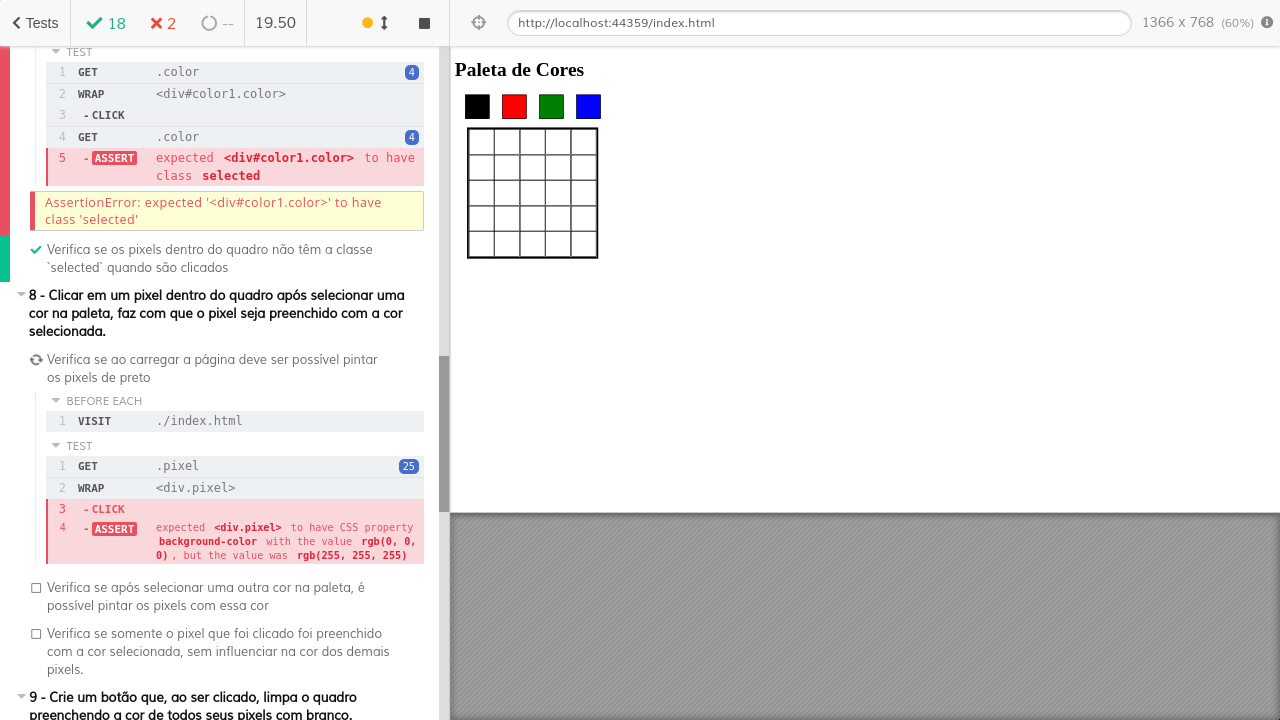 Tests 18 2 -- 19.50 http://localhost:44359/index.html 1366 x 768 (60%)
TEST
1 GET .color 4
2 WRAP <div#color1.color>
3 - CLICK
4 GET .color 4
5 - ASSERT expected <div#color1.color> to have
class selected
AssertionError: expected '<div#color1.color>' to have
class 'selected'
Verifica se os pixels dentro do quadro não têm a classe
`selected` quando são clicados
8 - Clicar em um pixel dentro do quadro após selecionar uma
cor na paleta, faz com que o pixel seja preenchido com a cor
selecionada.
Verifica se ao carregar a página deve ser possível pintar
os pixels de preto
BEFORE EACH
1 VISIT ./index.html
TEST
1 GET .pixel 25
2 WRAP <div.pixel>
3 - CLICK
4 - ASSERT expected <div.pixel> to have CSS property
background-color with the value rgb(0, 0,
0) , but the value was rgb(255, 255, 255)
Verifica se após selecionar uma outra cor na paleta, é
possível pintar os pixels com essa cor
Verifica se somente o pixel que foi clicado foi preenchido
com a cor selecionada, sem influenciar na cor dos demais
pixels.
9 - Crie um botão que, ao ser clicado, limpa o quadro
preenchendo a cor de todos seus pixels com branco.
Paleta de Cores